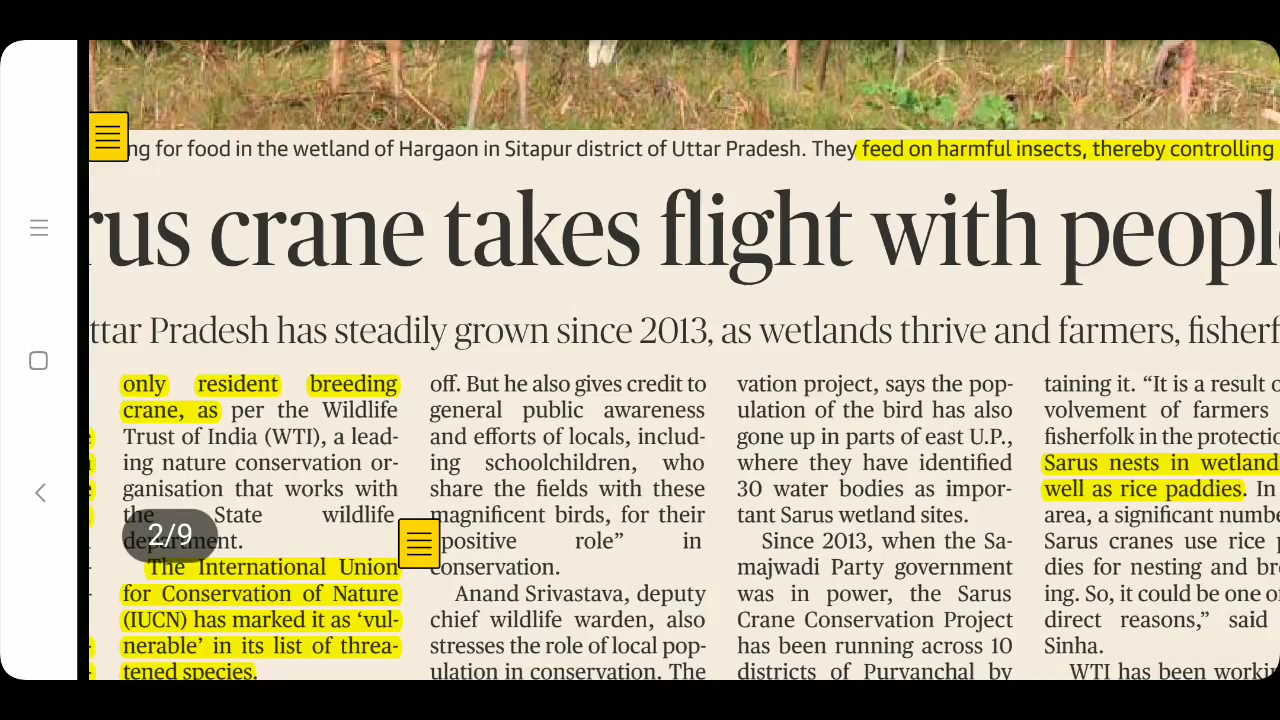 ng for food in the wetland of Hargaon in Sitapur district of Uttar Pradesh. They feed on harmful insects, thereby controlling
rus crane takes flight with peopl
ttar Pradesh has steadily grown since 2013, as wetlands thrive and farmers, fisherf
only resident breeding
crane, as per the Wildlife
Trust of India (WTI), a lead-
ing nature conservation or-
ganisation that works with
the State wildlife
department.
The International Union
for Conservation of Nature
(IUCN) has marked it as ‘vul-
nerable’ in its list of threa-
tened species.
off. But he also gives credit to
general public awareness
and efforts of locals, includ-
ing schoolchildren, who
share the fields with these
magnificent birds, for their
“positive role” in
conservation.
Anand Srivastava, deputy
chief wildlife warden, also
stresses the role of local pop-
ulation in conservation. The
vation project, says the pop-
ulation of the bird has also
gone up in parts of east U.P.,
where they have identified
30 water bodies as impor-
tant Sarus wetland sites.
Since 2013, when the Sa-
majwadi Party government
was in power, the Sarus
Crane Conservation Project
has been running across 10
districts of Purvanchal by
taining it. “It is a result o
volvement of farmers
fisherfolk in the protectio
Sarus nests in wetland
well as rice paddies. In
area, a significant numbe
Sarus cranes use rice p
dies for nesting and bre
ing. So, it could be one o
direct reasons,” said
Sinha.
WTI has been workin
2/9